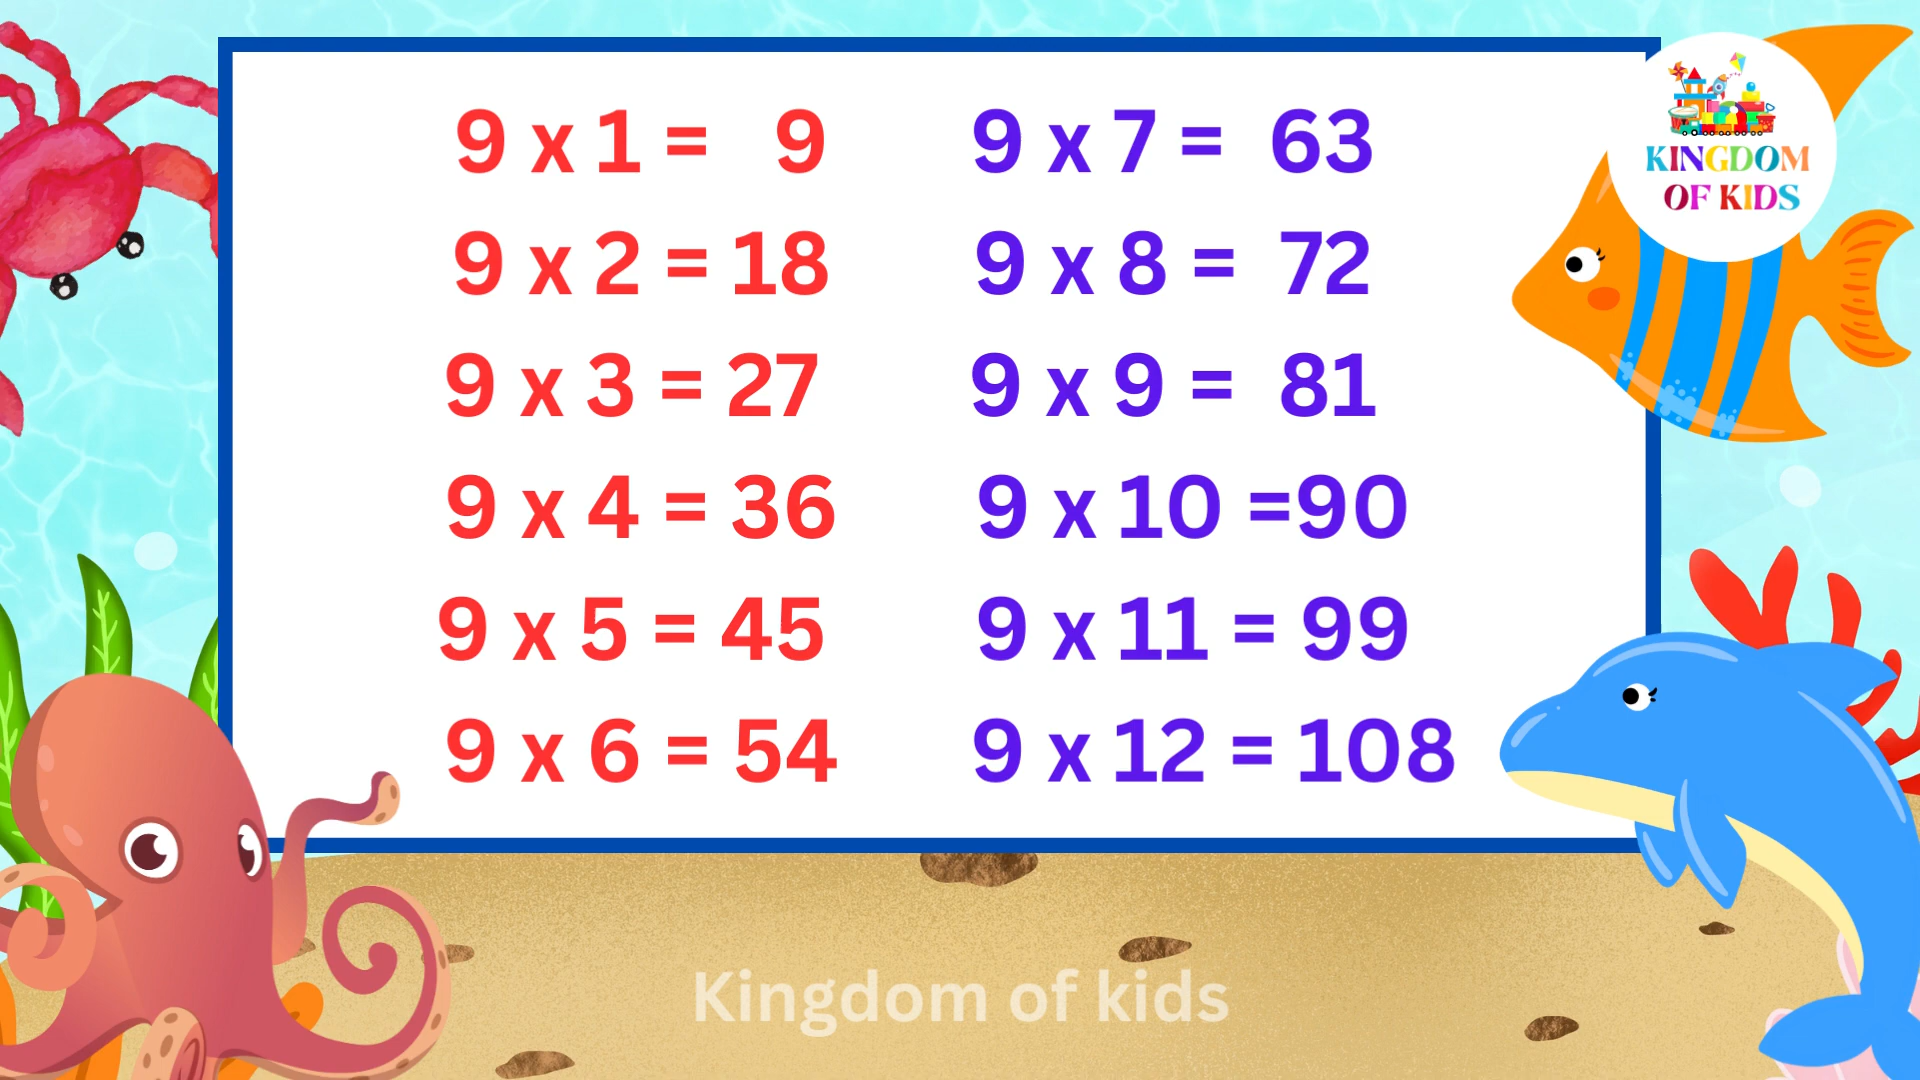 9 x 1 = 9
9 x 2 = 18
9 x 3 = 27
9 x 4 = 36
9 x 5 = 45
9 x 6 = 54
9 x 7 = 63
9 x 8 = 72
9 x 9 = 81
9 x 10 =90
9 x 11 = 99
9 x 12 = 108
KINGDOM
OF KIDS
Kingdom of kids